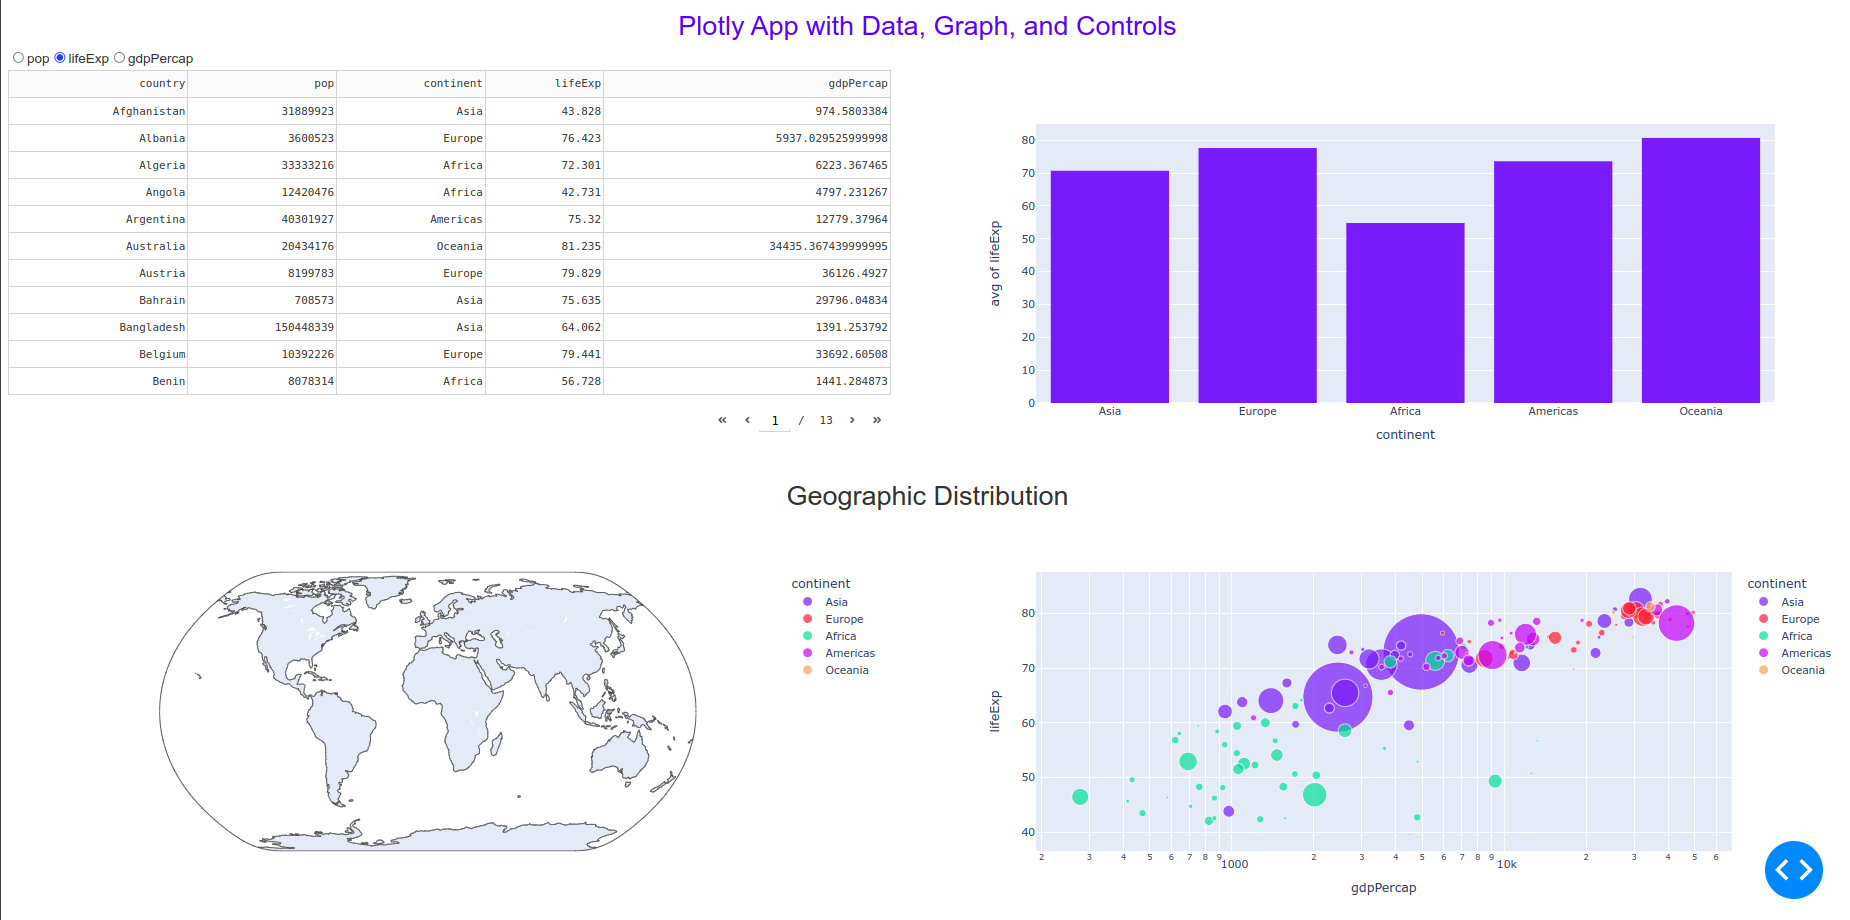 Plotly App with Data, Graph, and Controls
pop lifeExp gdpPercap
country pop continent lifeExp gdpPercap
Afghanistan 31889923 Asia 43.828 974.5803384
Albania 3600523 Europe 76.423 5937.029525999998
Algeria 33333216 Africa 72.301 6223.367465
Angola 12420476 Africa 42.731 4797.231267
Argentina 40301927 Americas 75.32 12779.37964
Australia 20434176 Oceania 81.235 34435.367439999995
Austria 8199783 Europe 79.829 36126.4927
Bahrain 708573 Asia 75.635 29796.04834
Bangladesh 150448339 Asia 64.062 1391.253792
Belgium 10392226 Europe 79.441 33692.60508
Benin 8078314 Africa 56.728 1441.284873
« ‹ 1 / 13 › »
avg of lifeExp
80
70
60
50
40
30
20
10
0
Asia Europe Africa Americas Oceania
continent
Geographic Distribution
continent
Asia
Europe
Africa
Americas
Oceania
lifeExp
80
70
60
50
40
2 3 4 5 6 7 8 9 1000 2 3 4 5 6 7 8 9 10k 2 3 4 5 6
gdpPercap
continent
Asia
Europe
Africa
Americas
Oceania